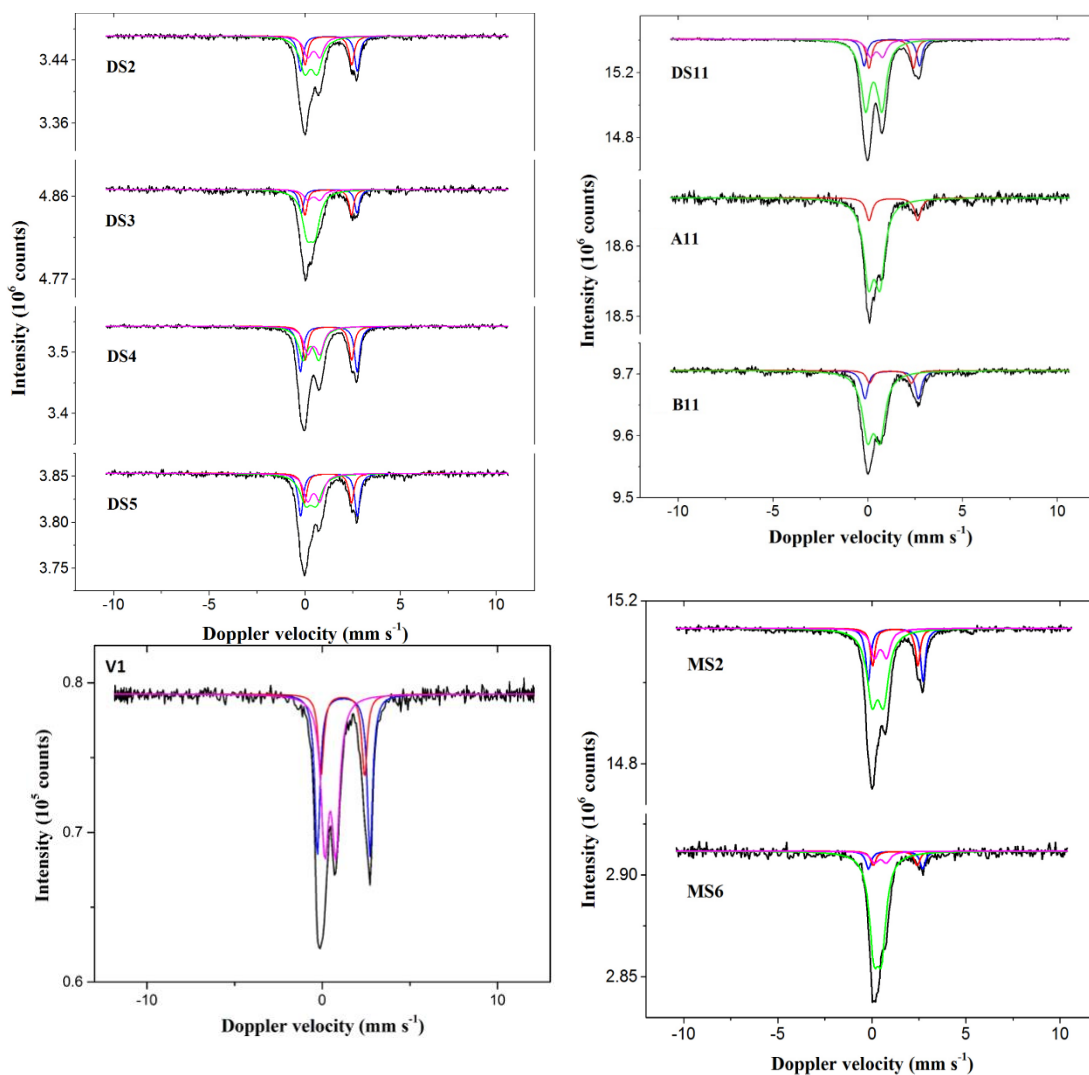 3.44
DS2
3.36
4.86
DS3
4.77
3.5
DS4
3.4
3.85
DS5
3.80
3.75
Intensity (10⁶ counts)
-10 -5 0 5 10
Doppler velocity (mm s⁻¹)
DS11
15.2
14.8
A11
18.6
18.5
9.7
B11
9.6
9.5
Intensity (10⁶ counts)
-10 -5 0 5 10
Doppler velocity (mm s⁻¹)
V1
0.8
0.7
0.6
Intensity (10⁵ counts)
-10 0 10
Doppler velocity (mm s⁻¹)
15.2
MS2
14.8
2.90
MS6
2.85
Intensity (10⁶ counts)
-10 -5 0 5 10
Doppler velocity (mm s⁻¹)